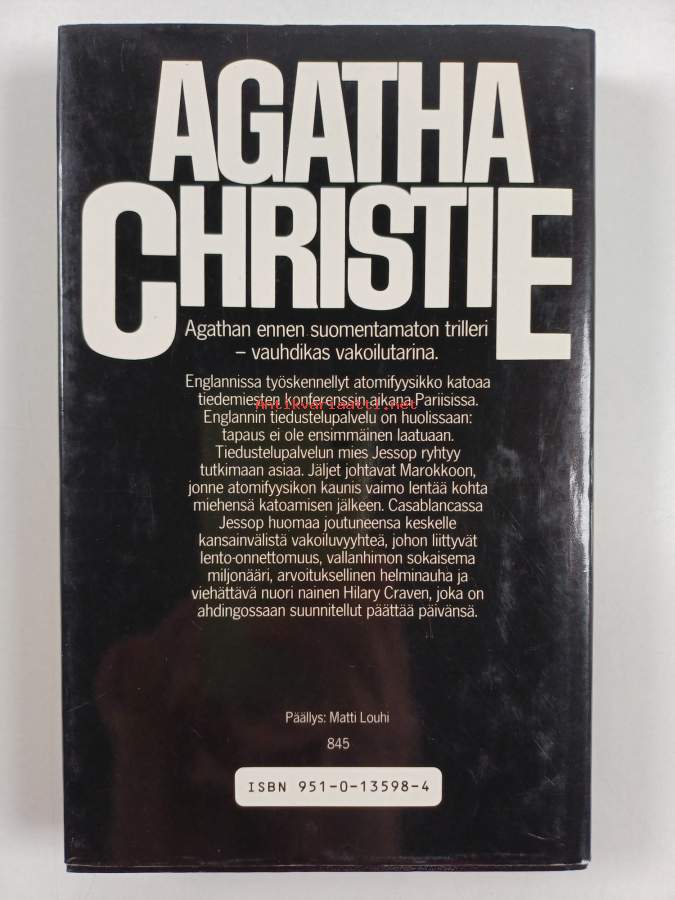 AGATHA
CHRISTIE
Agathan ennen suomentamaton trilleri
– vauhdikas vakoilutarina.
Englannissa työskennellyt atomifyysikko katoaa
tiedemiesten konferenssin aikana Pariisissa.
Antikvariaatti.net
Englannin tiedustelupalvelu on huolissaan:
tapaus ei ole ensimmäinen laatuaan.
Tiedustelupalvelun mies Jessop ryhtyy
tutkimaan asiaa. Jäljet johtavat Marokkoon,
jonne atomifyysikon kaunis vaimo lentää kohta
miehensä katoamisen jälkeen. Casablancassa
Jessop huomaa joutuneensa keskelle
kansainvälistä vakoiluvyyhteä, johon liittyvät
lento-onnettomuus, vallanhimon sokaisema
miljonääri, arvoituksellinen helminauha ja
viehättävä nuori nainen Hilary Craven, joka on
ahdingossaan suunnitellut päättää päivänsä.
Päällys: Matti Louhi
845
ISBN 951-0-13598-4